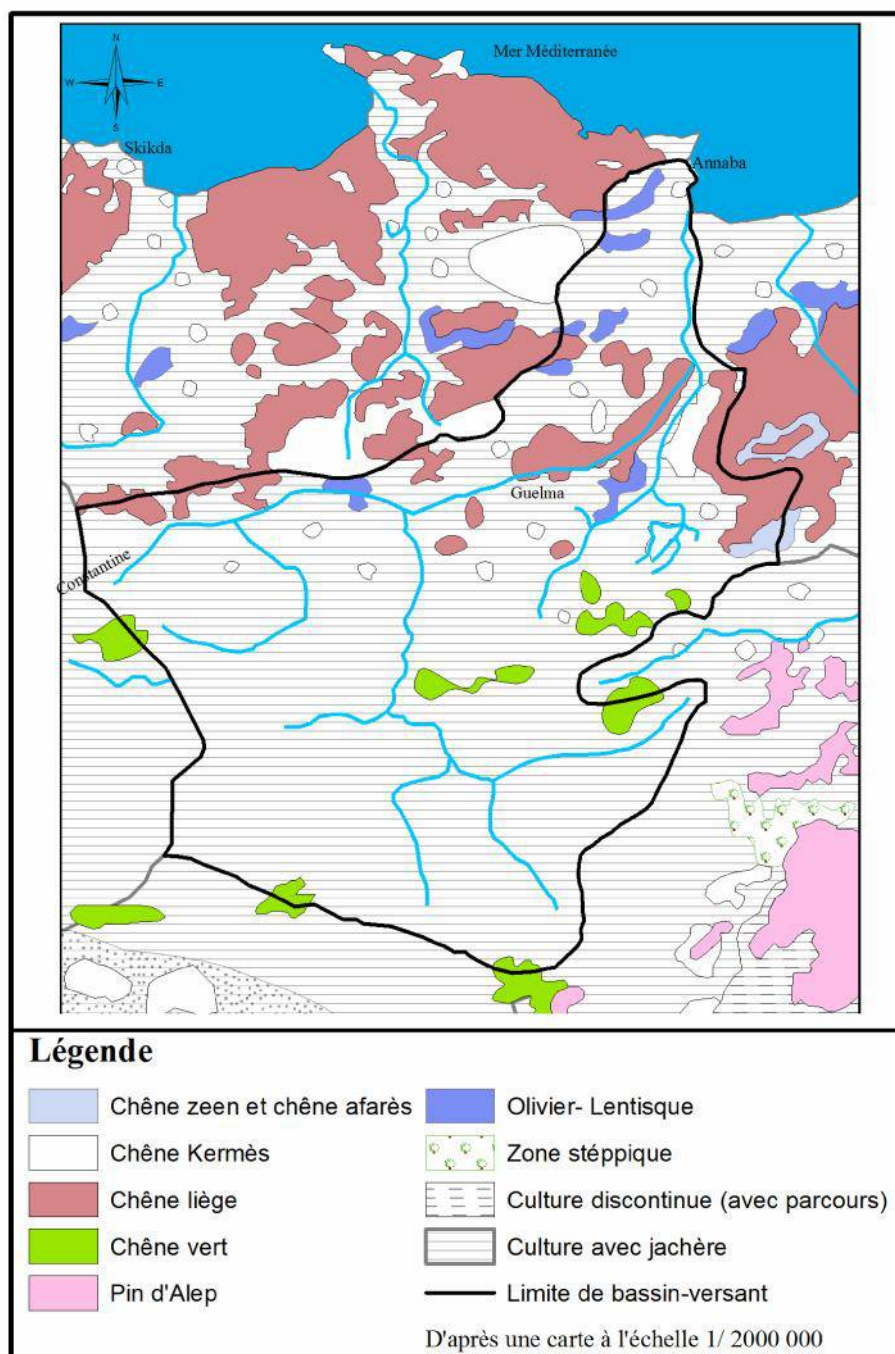 N
W E
S
Mer Méditerranée
Skikda
Annaba
Guelma
Constantine
Légende
Chêne zeen et chêne afarès
Chêne Kermès
Chêne liège
Chêne vert
Pin d'Alep
Olivier- Lentisque
Zone stéppique
Culture discontinue (avec parcours)
Culture avec jachère
Limite de bassin-versant
D'après une carte à l'échelle 1/ 2000 000